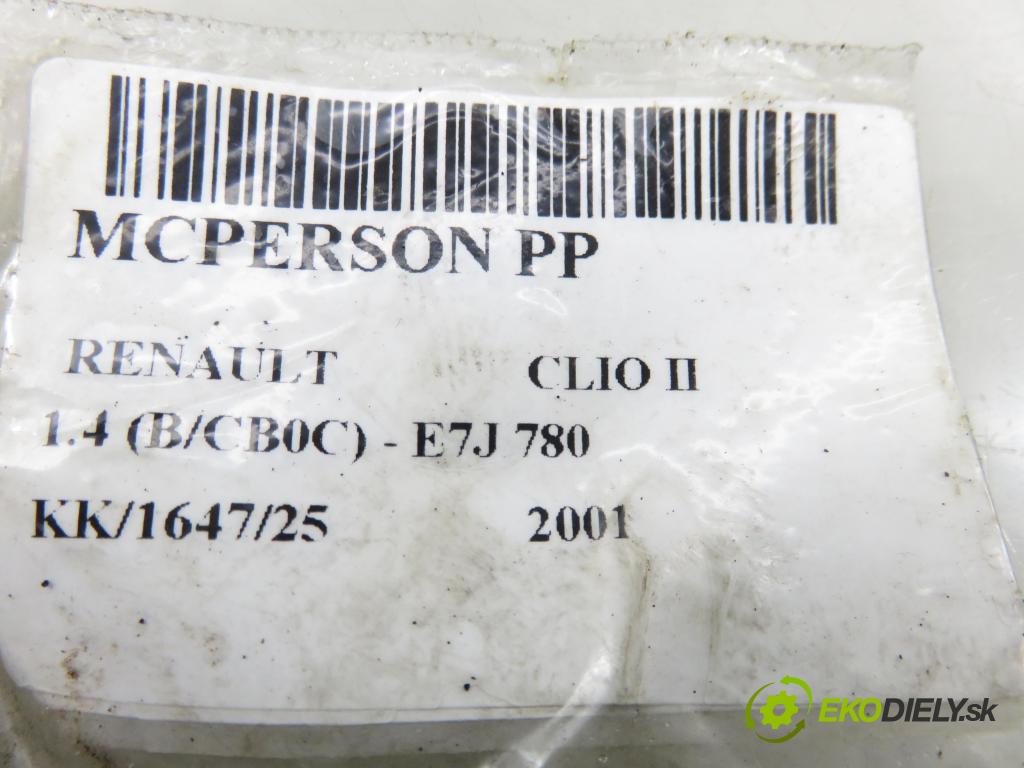 MCPERSON PP
RENAULT CLIO II
1.4 (B/CB0C) - E7J 780
KK/1647/25 2001
EKODIELY.sk